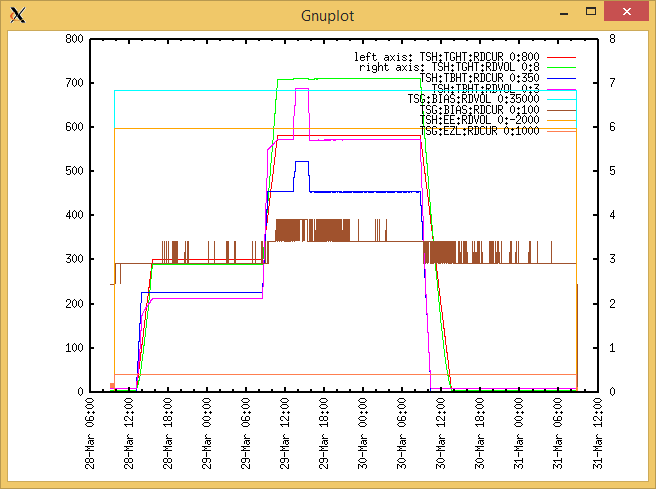 Gnuplot
left axis: TSH:TGHT:RDCUR 0:800
right axis: TSH:TGHT:RDVOL 0:8
TSH:TBHT:RDCUR 0:350
TSH:TBHT:RDVOL 0:3
TSG:BIAS:RDVOL 0:35000
TSG:BIAS:RDCUR 0:100
TSH:EE:RDVOL 0:-2000
TSG:EZL:RDCUR 0:1000
800
700
600
500
400
300
200
100
0
8
7
6
5
4
3
2
1
0
28-Mar 06:00
28-Mar 12:00
28-Mar 18:00
29-Mar 00:00
29-Mar 06:00
29-Mar 12:00
29-Mar 18:00
30-Mar 00:00
30-Mar 06:00
30-Mar 12:00
30-Mar 18:00
31-Mar 00:00
31-Mar 06:00
31-Mar 12:00